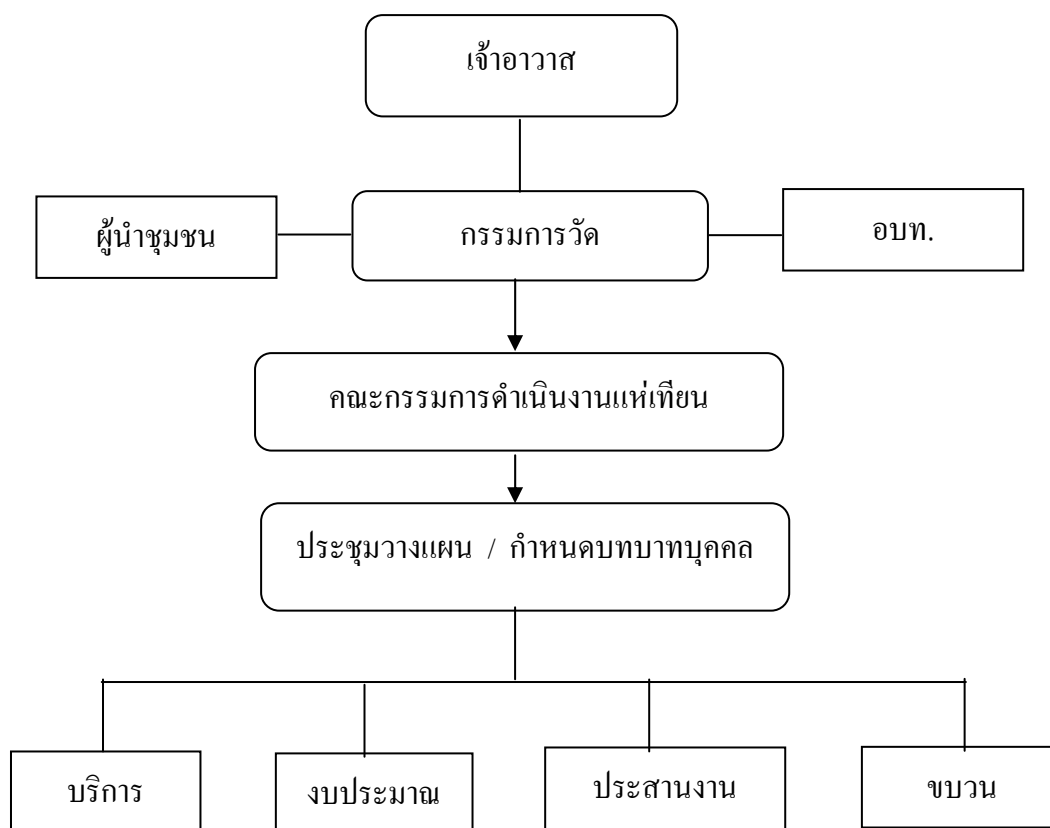 เจ้าอาวาส
ผู้นำชุมชน
กรรมการวัด
อบท.
คณะกรรมการดำเนินงานแห่เทียน
ประชุมวางแผน / กำหนดบทบาทบุคคล
บริการ
งบประมาณ
ประสานงาน
ขบวน